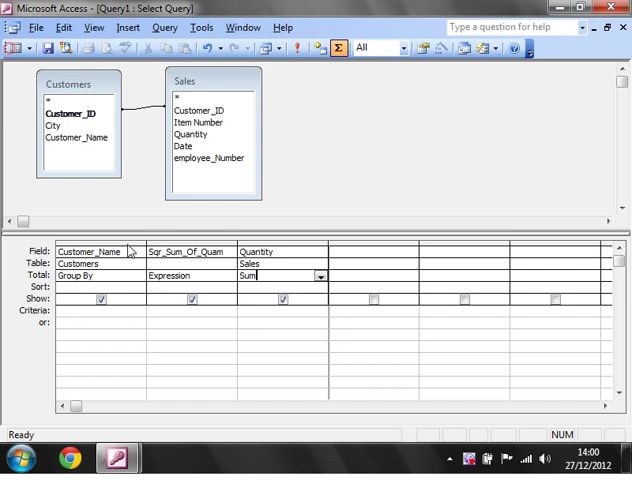 Microsoft Access - [Query1 : Select Query]
File Edit View Insert Query Tools Window Help
Type a question for help
Σ All
Customers
*
Customer_ID
City
Customer_Name
Sales
*
Customer_ID
Item Number
Quantity
Date
employee_Number
Field: Customer_Name Sqr_Sum_Of_Quam Quantity
Table: Customers Sales
Total: Group By Expression Sum
Sort:
Show:
Criteria:
or:
Ready
NUM
14:00
27/12/2012